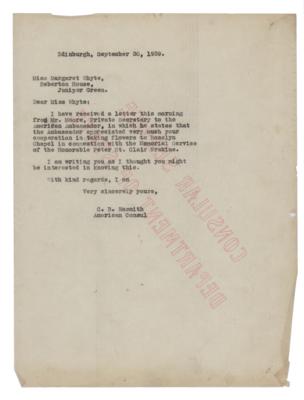 Edinburgh, September 30, 1939.
Miss Margaret Whyte,
Roberton House,
Juniper Green.
Dear Miss Whyte:
I have received a letter this morning
from Mr. Moore, Private Secretary to the
American Ambassador, in which he states that
the Ambassador appreciated very much your
cooperation in taking flowers to Rosslyn
Chapel in connection with the Memorial Service
of the Honorable Peter St. Clair Erskine.
I am writing you as I thought you might
be interested in knowing this.
With kind regards, I am
Very sincerely yours,
C. B. Nasmith
American Consul
CONSULAR
DEPARTMENT